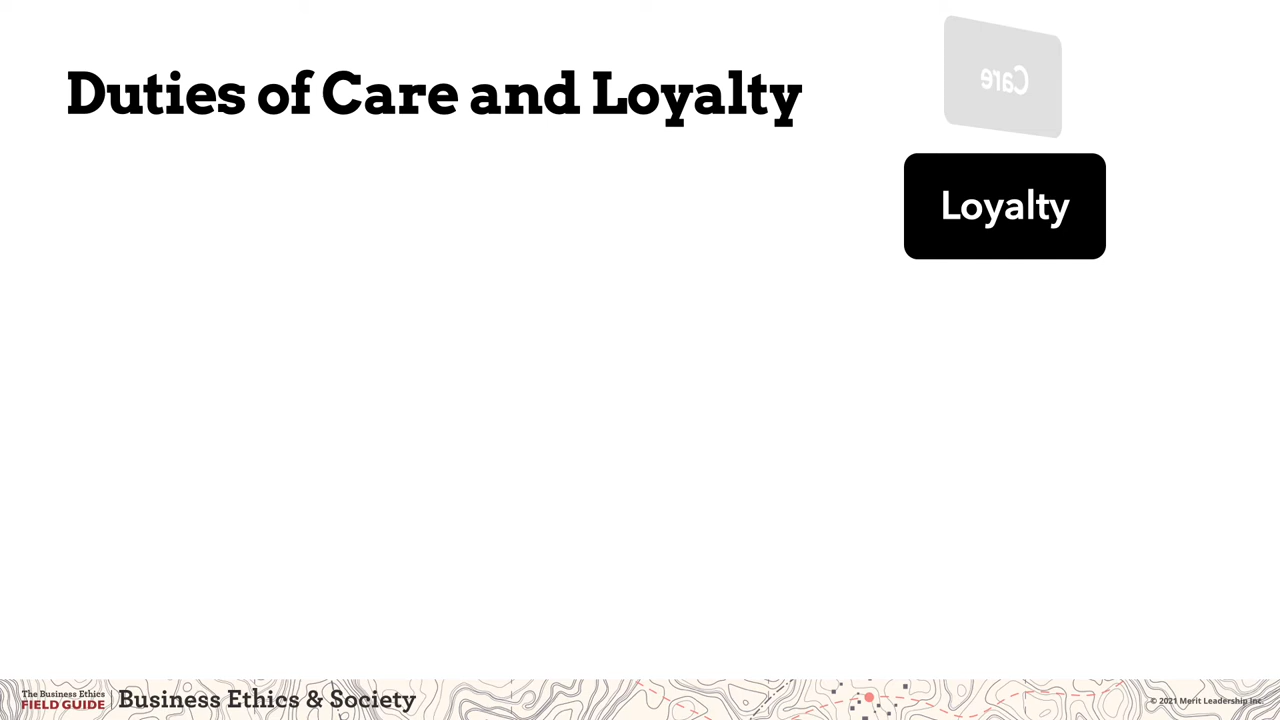 Duties of Care and Loyalty
Care
Loyalty
The Business Ethics
FIELD GUIDE
Business Ethics & Society
© 2021 Merit Leadership Inc.